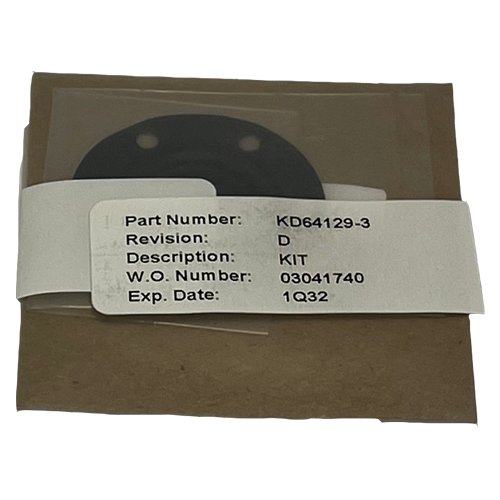 Part Number: KD64129-3
Revision: D
Description: KIT
W.O. Number: 03041740
Exp. Date: 1Q32